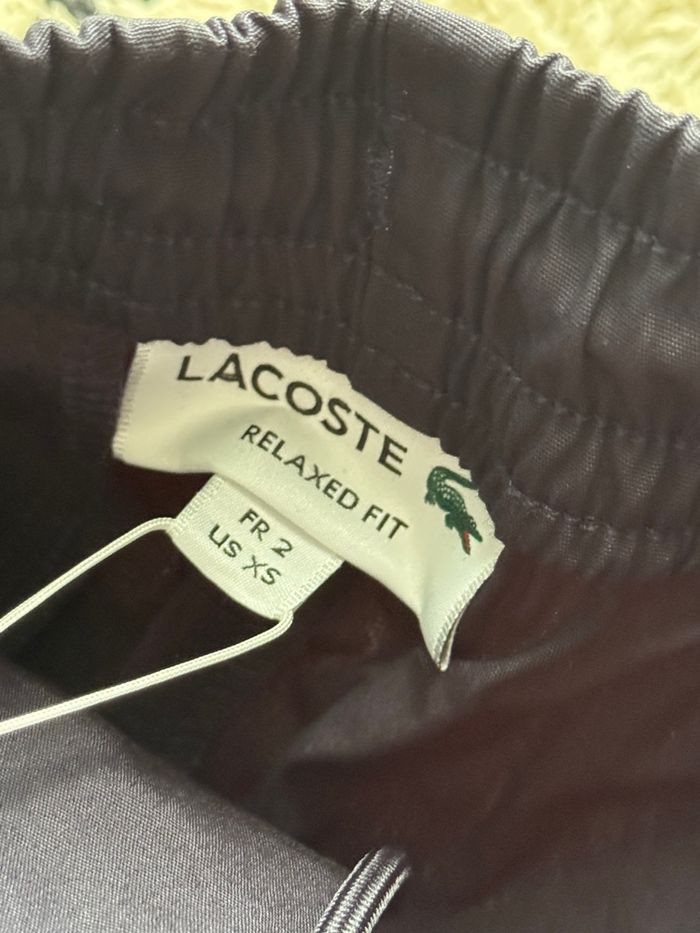 LACOSTE
RELAXED FIT
FR 2
US XS